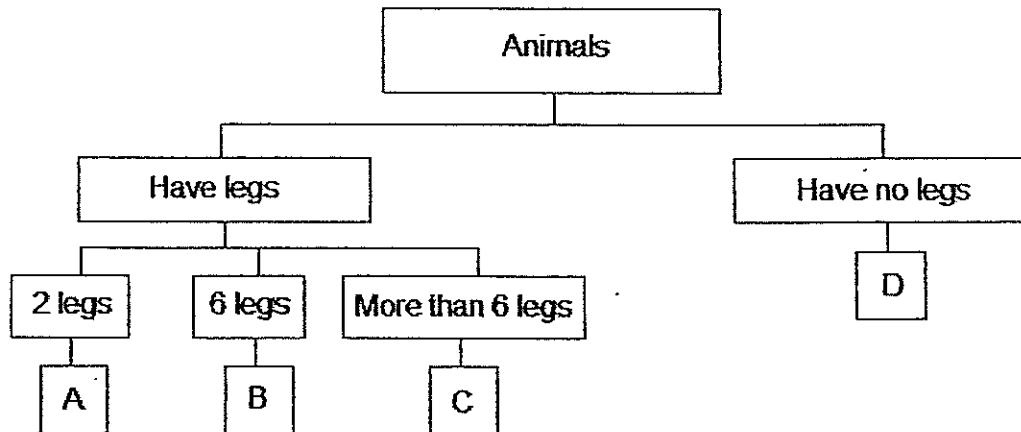 Animals
Have legs
Have no legs
2 legs
6 legs
More than 6 legs
D
A
B
C